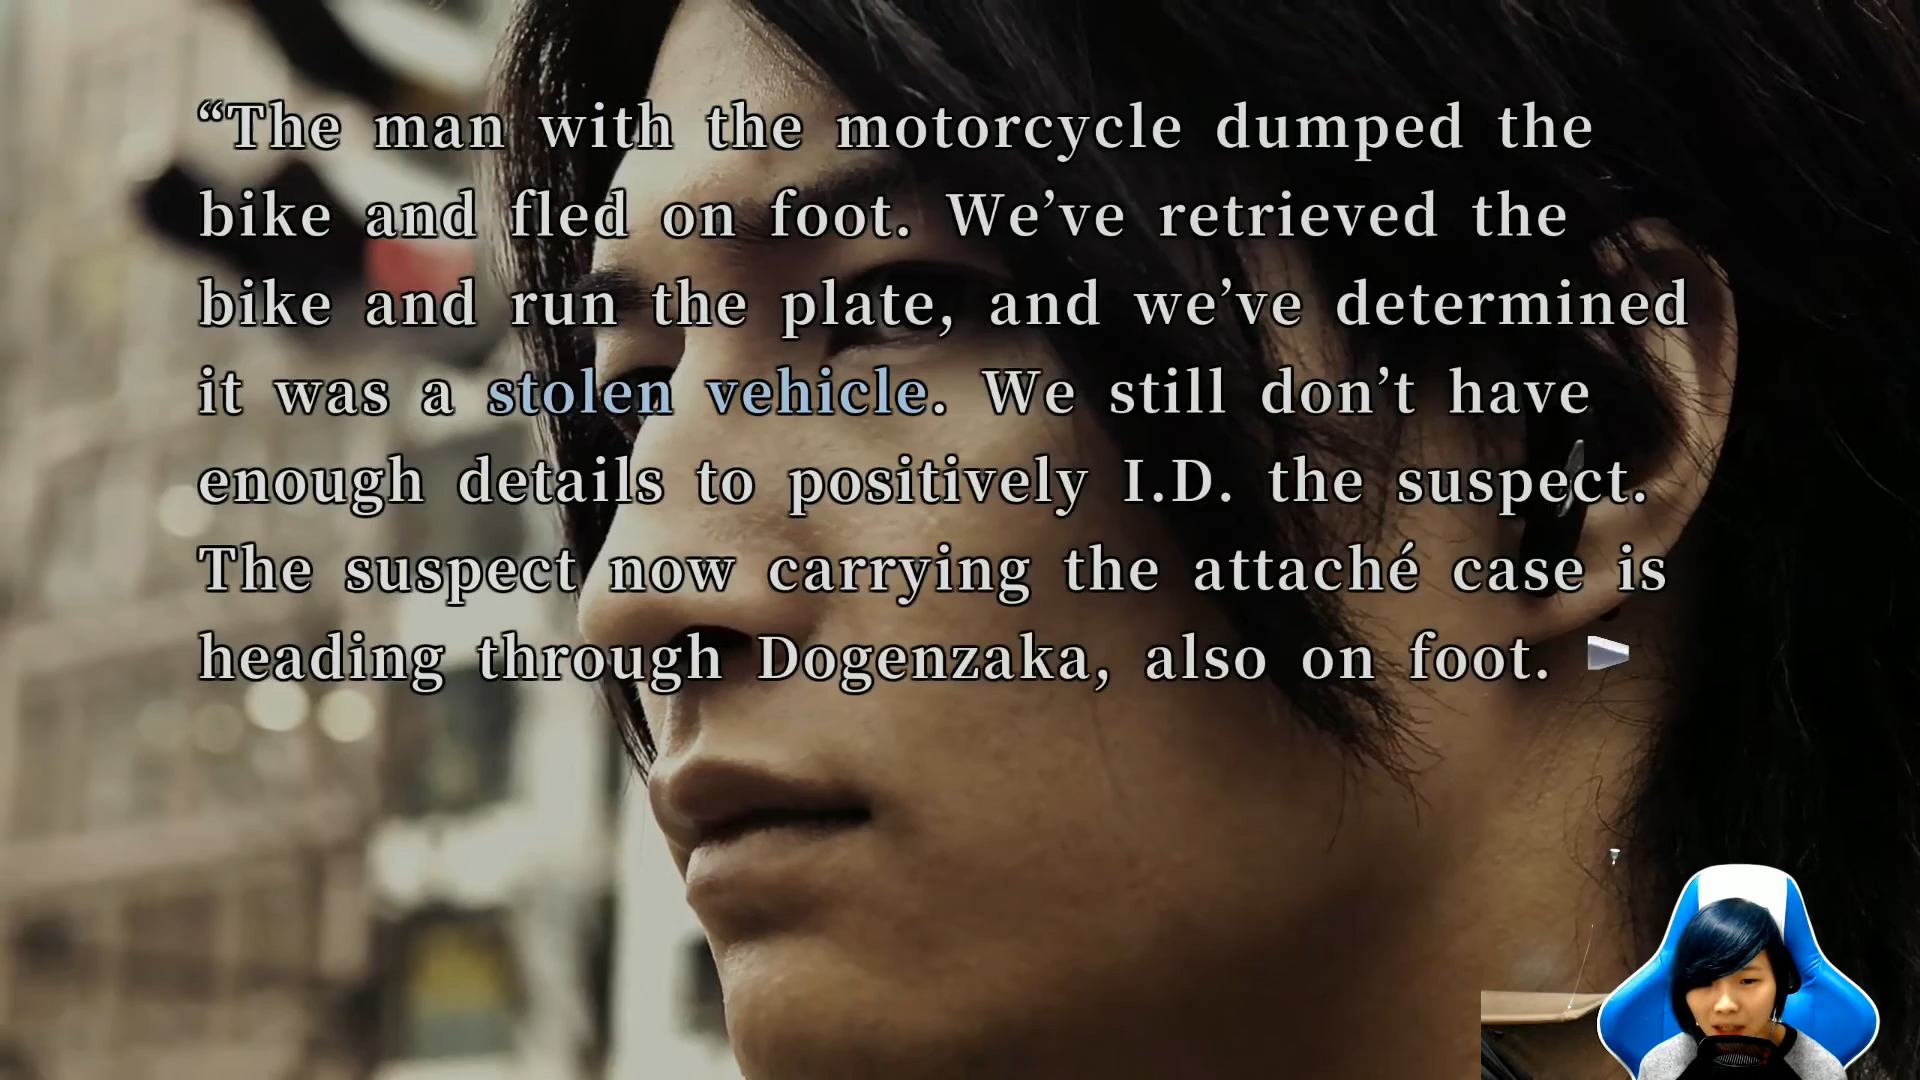 “The man with the motorcycle dumped the
bike and fled on foot. We’ve retrieved the
bike and run the plate, and we’ve determined
it was a stolen vehicle. We still don’t have
enough details to positively I.D. the suspect.
The suspect now carrying the attaché case is
heading through Dogenzaka, also on foot.